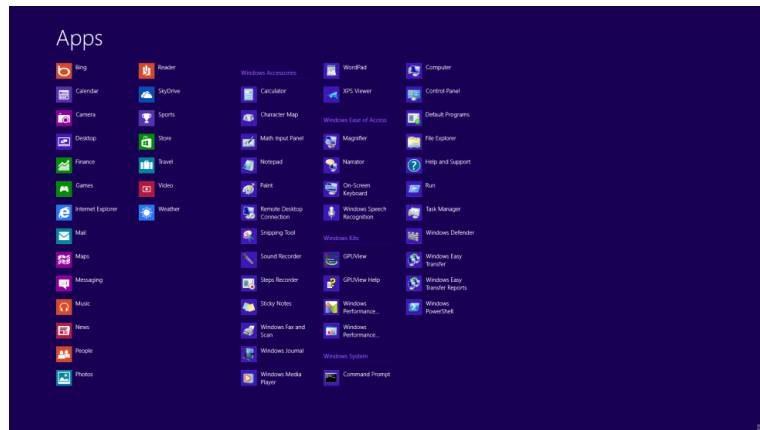 Apps
Bing
Calendar
Camera
Desktop
Finance
Games
Internet Explorer
Mail
Maps
Messaging
Music
News
People
Photos
Reader
SkyDrive
Sports
Store
Travel
Video
Weather
Windows Accessories
Calculator
Character Map
Math Input Panel
Notepad
Paint
Remote Desktop
Connection
Snipping Tool
Sound Recorder
Steps Recorder
Sticky Notes
Windows Fax and
Scan
Windows Journal
Windows Media
Player
WordPad
XPS Viewer
Windows Ease of Access
Magnifier
Narrator
On-Screen
Keyboard
Windows Speech
Recognition
Windows Kits
GPUView
GPUView Help
Windows
Performance...
Windows
Performance...
Windows System
Command Prompt
Computer
Control Panel
Default Programs
File Explorer
Help and Support
Run
Task Manager
Windows Defender
Windows Easy
Transfer
Windows Easy
Transfer Reports
Windows
PowerShell